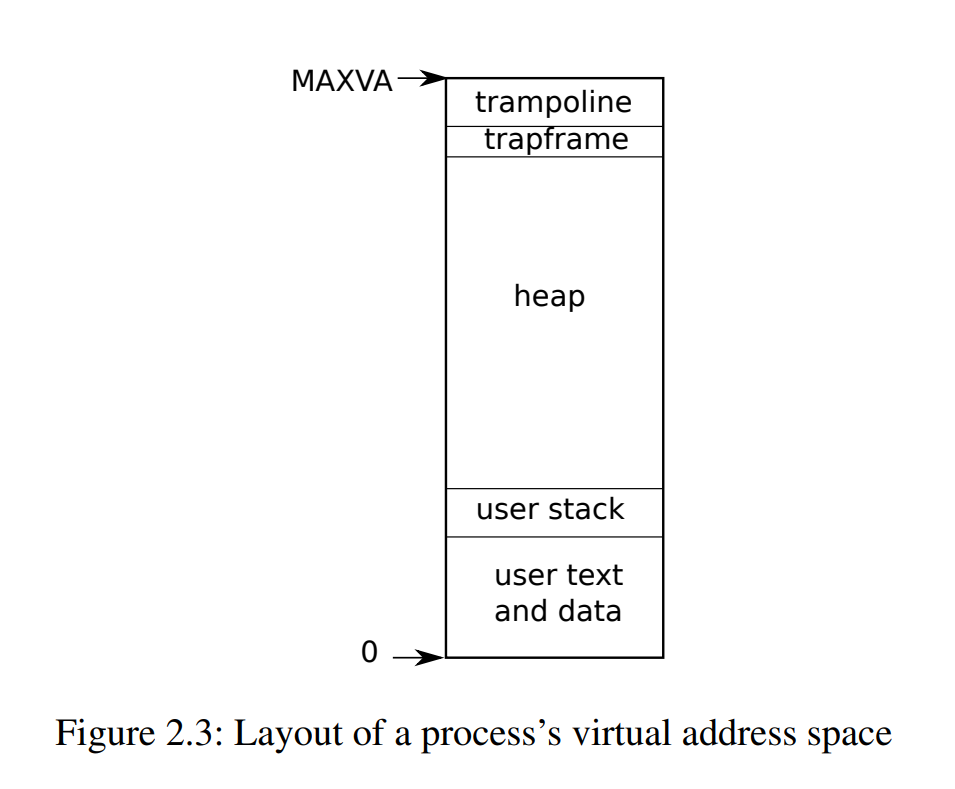 MAXVA
trampoline
trapframe
heap
user stack
user text
and data
0
Figure 2.3: Layout of a process’s virtual address space